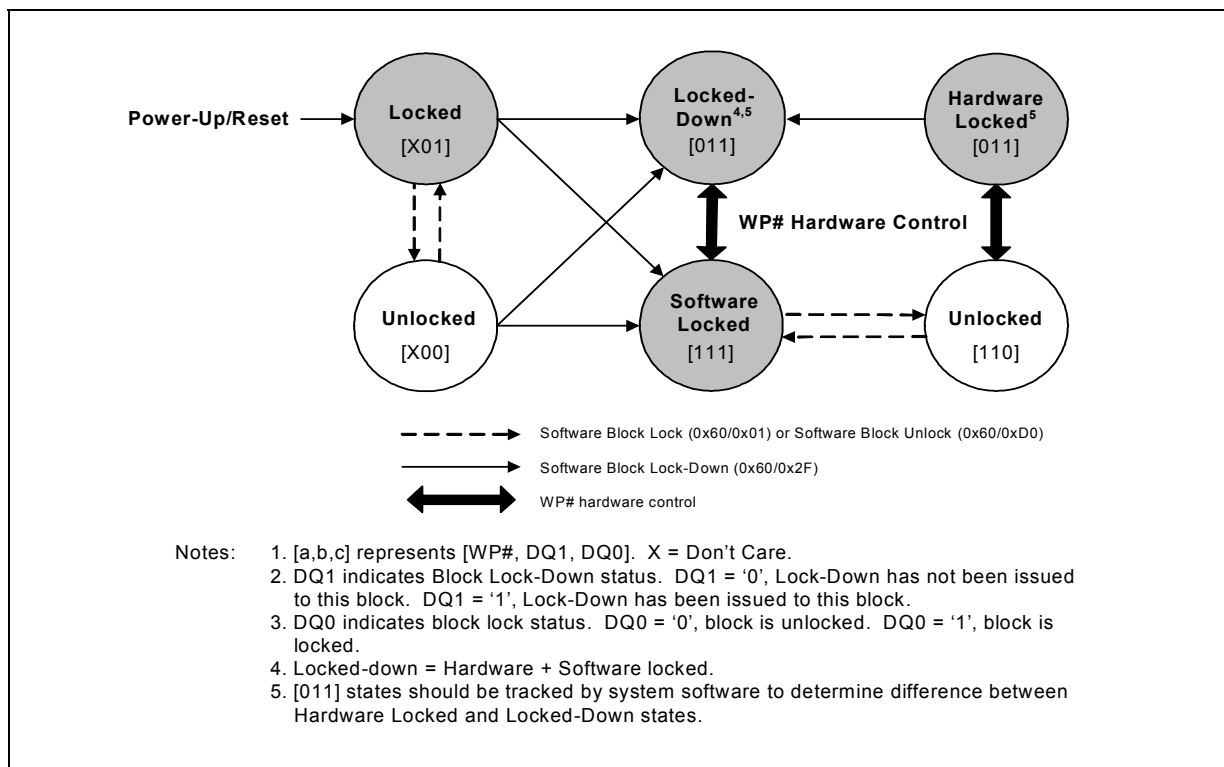 Power-Up/Reset
Locked
[X01]
Locked-
Down4,5
[011]
Hardware
Locked5
[011]
WP# Hardware Control
Unlocked
[X00]
Software
Locked
[111]
Unlocked
[110]
Software Block Lock (0x60/0x01) or Software Block Unlock (0x60/0xD0)
Software Block Lock-Down (0x60/0x2F)
WP# hardware control
Notes: 1. [a,b,c] represents [WP#, DQ1, DQ0]. X = Don't Care.
2. DQ1 indicates Block Lock-Down status. DQ1 = ‘0’, Lock-Down has not been issued
to this block. DQ1 = ‘1’, Lock-Down has been issued to this block.
3. DQ0 indicates block lock status. DQ0 = ‘0’, block is unlocked. DQ0 = ‘1’, block is
locked.
4. Locked-down = Hardware + Software locked.
5. [011] states should be tracked by system software to determine difference between
Hardware Locked and Locked-Down states.